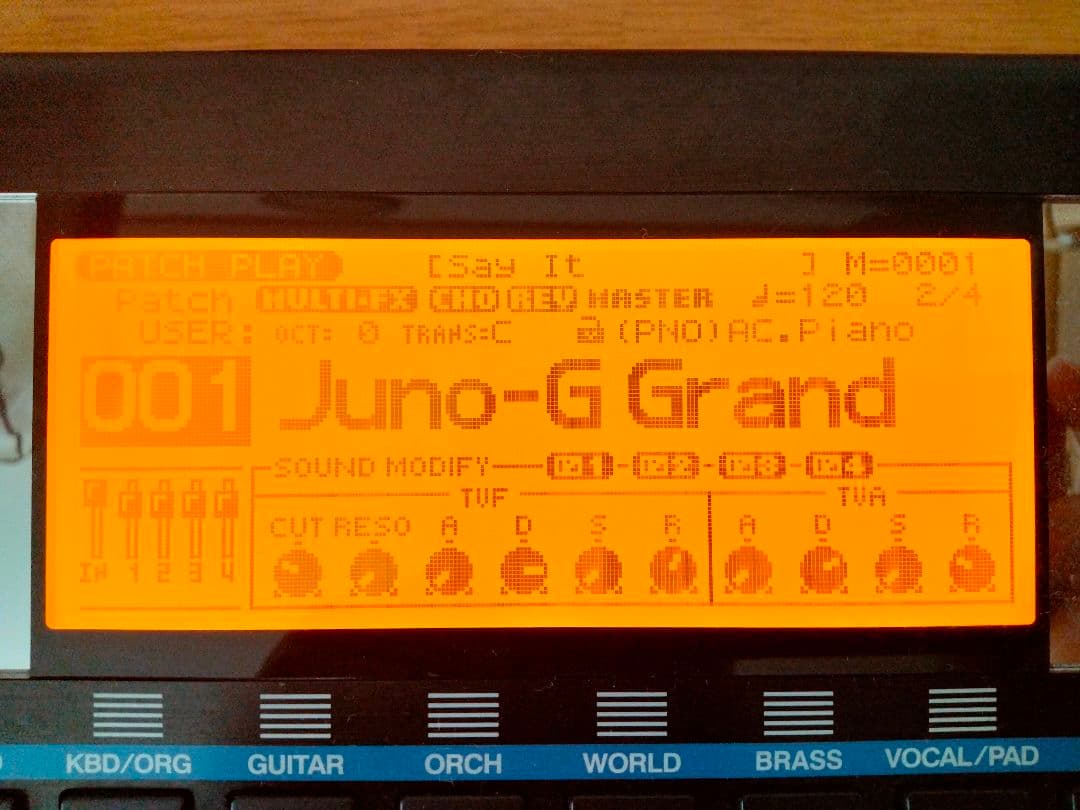 PATCH PLAY [Say It ] M=0001
Patch MULTI-FX CHO REV MASTER ♩=120 2/4
USER: OCT: 0 TRANS:C (PNO)AC.Piano
001 Juno-G Grand
SOUND MODIFY
TVF TVA
CUT RESO A D S R A D S R
IN 1 2 3 4
KBD/ORG GUITAR ORCH WORLD BRASS VOCAL/PAD